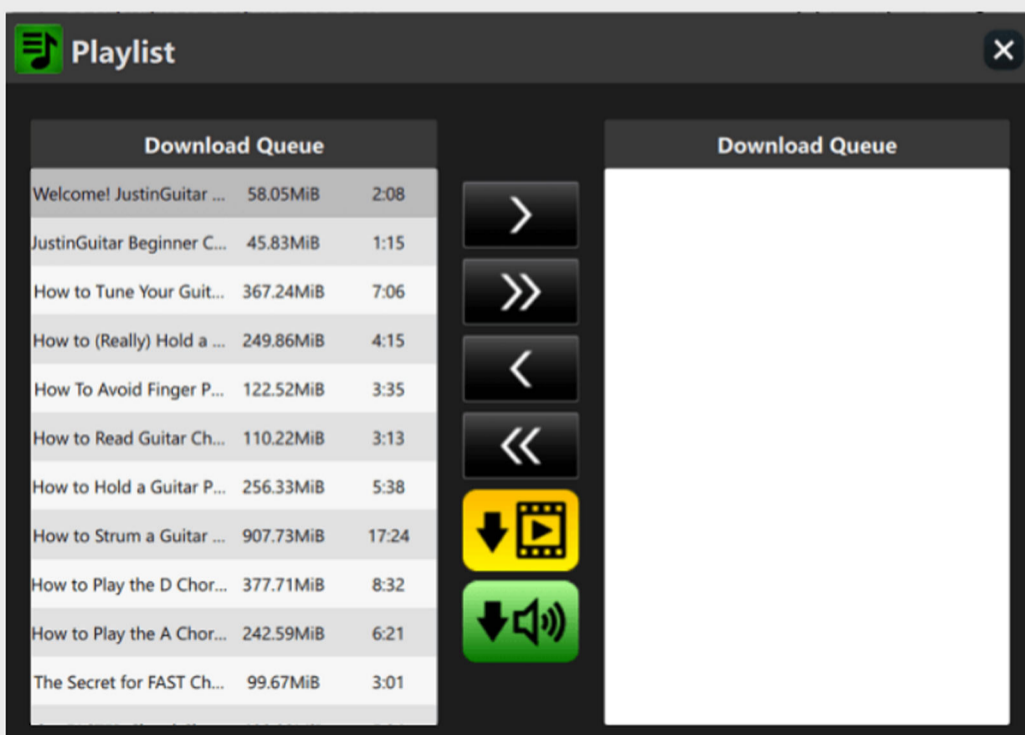 Playlist
Download Queue
Welcome! JustinGuitar ... 58.05MiB 2:08
JustinGuitar Beginner C... 45.83MiB 1:15
How to Tune Your Guit... 367.24MiB 7:06
How to (Really) Hold a ... 249.86MiB 4:15
How To Avoid Finger P... 122.52MiB 3:35
How to Read Guitar Ch... 110.22MiB 3:13
How to Hold a Guitar P... 256.33MiB 5:38
How to Strum a Guitar ... 907.73MiB 17:24
How to Play the D Chor... 377.71MiB 8:32
How to Play the A Chor... 242.59MiB 6:21
The Secret for FAST Ch... 99.67MiB 3:01
Download Queue